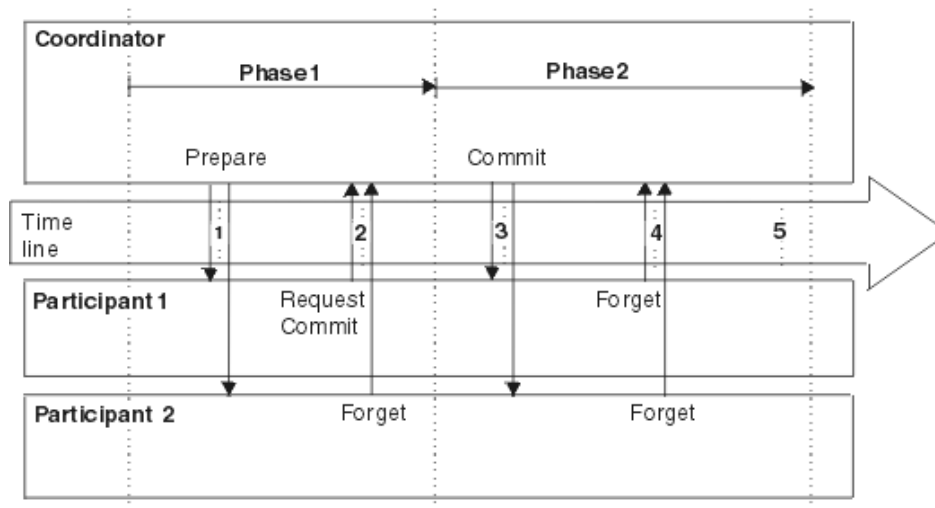 Coordinator
Phase1
Phase2
Prepare
Commit
Time
line
1
2
3
4
5
Participant 1
Request
Commit
Forget
Participant 2
Forget
Forget